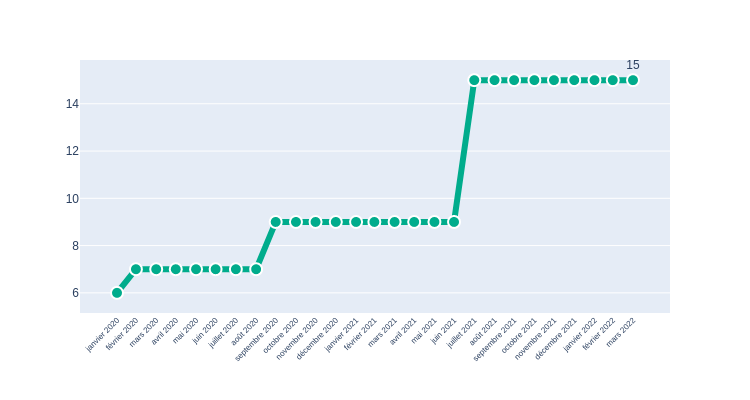 15
14
12
10
8
6
janvier 2020
février 2020
mars 2020
avril 2020
mai 2020
juin 2020
juillet 2020
août 2020
septembre 2020
octobre 2020
novembre 2020
décembre 2020
janvier 2021
février 2021
mars 2021
avril 2021
mai 2021
juin 2021
juillet 2021
août 2021
septembre 2021
octobre 2021
novembre 2021
décembre 2021
janvier 2022
février 2022
mars 2022